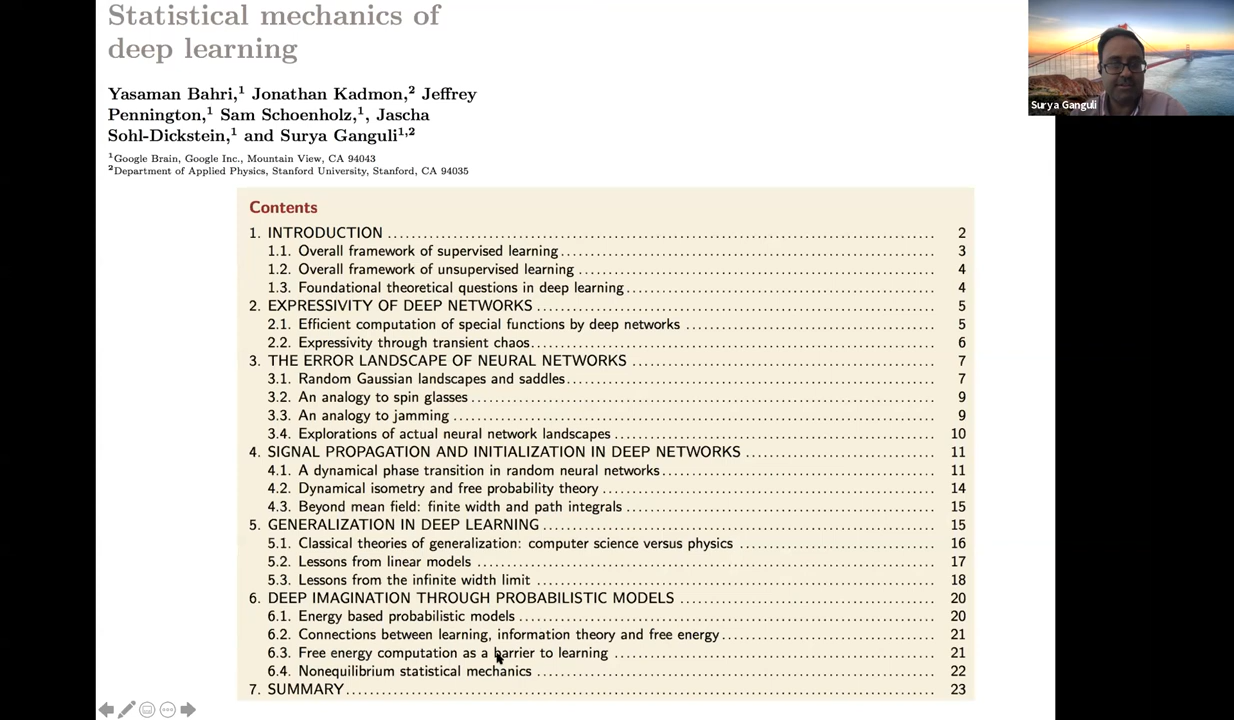 Statistical mechanics of
deep learning
Yasaman Bahri,¹ Jonathan Kadmon,² Jeffrey
Pennington,¹ Sam Schoenholz,¹, Jascha
Sohl-Dickstein,¹ and Surya Ganguli¹,²
¹Google Brain, Google Inc., Mountain View, CA 94043
²Department of Applied Physics, Stanford University, Stanford, CA 94035
Surya Ganguli
Contents
1. INTRODUCTION 2
1.1. Overall framework of supervised learning 3
1.2. Overall framework of unsupervised learning 4
1.3. Foundational theoretical questions in deep learning 4
2. EXPRESSIVITY OF DEEP NETWORKS 5
2.1. Efficient computation of special functions by deep networks 5
2.2. Expressivity through transient chaos 6
3. THE ERROR LANDSCAPE OF NEURAL NETWORKS 7
3.1. Random Gaussian landscapes and saddles 7
3.2. An analogy to spin glasses 9
3.3. An analogy to jamming 9
3.4. Explorations of actual neural network landscapes 10
4. SIGNAL PROPAGATION AND INITIALIZATION IN DEEP NETWORKS 11
4.1. A dynamical phase transition in random neural networks 11
4.2. Dynamical isometry and free probability theory 14
4.3. Beyond mean field: finite width and path integrals 15
5. GENERALIZATION IN DEEP LEARNING 15
5.1. Classical theories of generalization: computer science versus physics 16
5.2. Lessons from linear models 17
5.3. Lessons from the infinite width limit 18
6. DEEP IMAGINATION THROUGH PROBABILISTIC MODELS 20
6.1. Energy based probabilistic models 20
6.2. Connections between learning, information theory and free energy 21
6.3. Free energy computation as a barrier to learning 21
6.4. Nonequilibrium statistical mechanics 22
7. SUMMARY 23